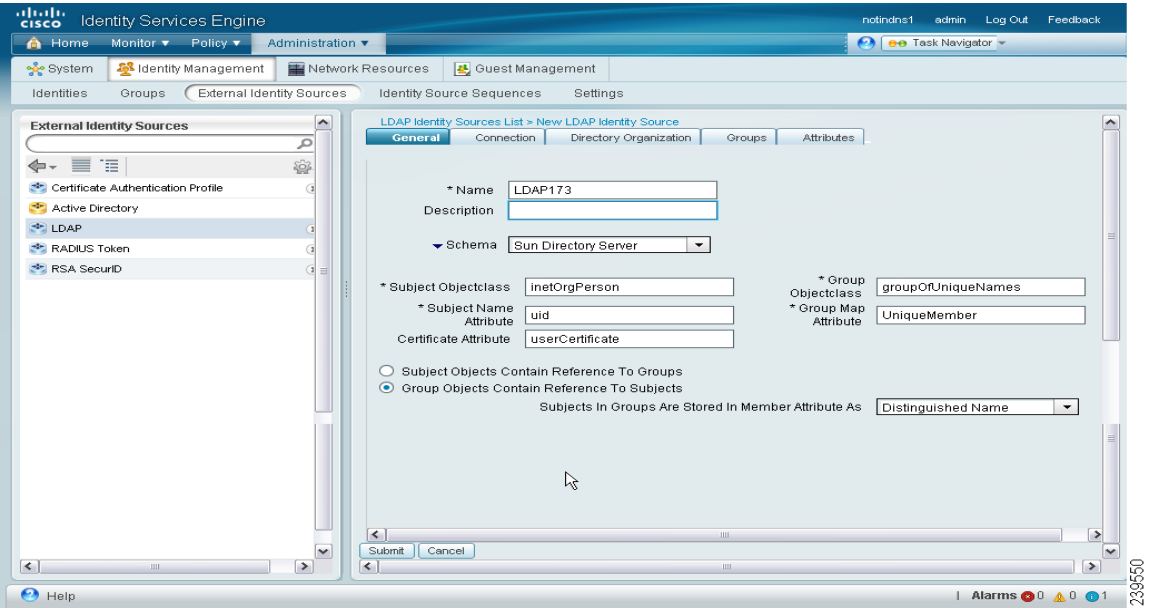 CISCO Identity Services Engine notindns1 admin Log Out Feedback
Home Monitor Policy Administration Task Navigator
System Identity Management Network Resources Guest Management
Identities Groups External Identity Sources Identity Source Sequences Settings
External Identity Sources
Certificate Authentication Profile
Active Directory
LDAP
RADIUS Token
RSA SecurID
LDAP Identity Sources List > New LDAP Identity Source
General Connection Directory Organization Groups Attributes
* Name LDAP173
Description
Schema Sun Directory Server
* Subject Objectclass inetOrgPerson * Group Objectclass groupOfUniqueNames
* Subject Name Attribute uid * Group Map Attribute UniqueMember
Certificate Attribute userCertificate
Subject Objects Contain Reference To Groups
Group Objects Contain Reference To Subjects
Subjects In Groups Are Stored In Member Attribute As Distinguished Name
Submit Cancel
Help Alarms 0 0 1
239550